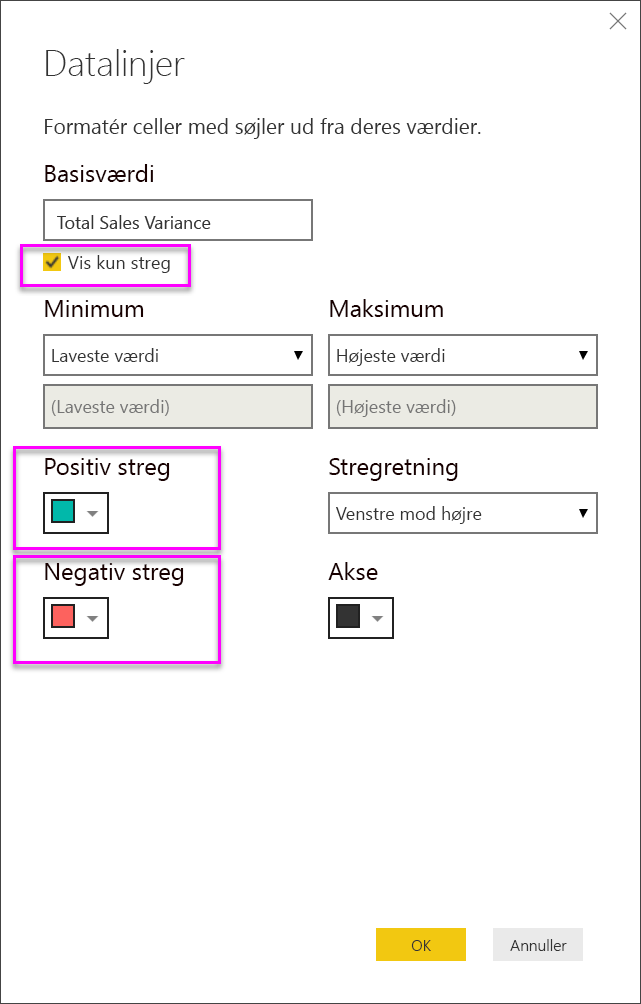 Datalinjer
Formatér celler med søjler ud fra deres værdier.
Basisværdi
Total Sales Variance
Vis kun streg
Minimum
Maksimum
Laveste værdi
Højeste værdi
(Laveste værdi)
(Højeste værdi)
Positiv streg
Stregretning
Venstre mod højre
Negativ streg
Akse
OK
Annuller